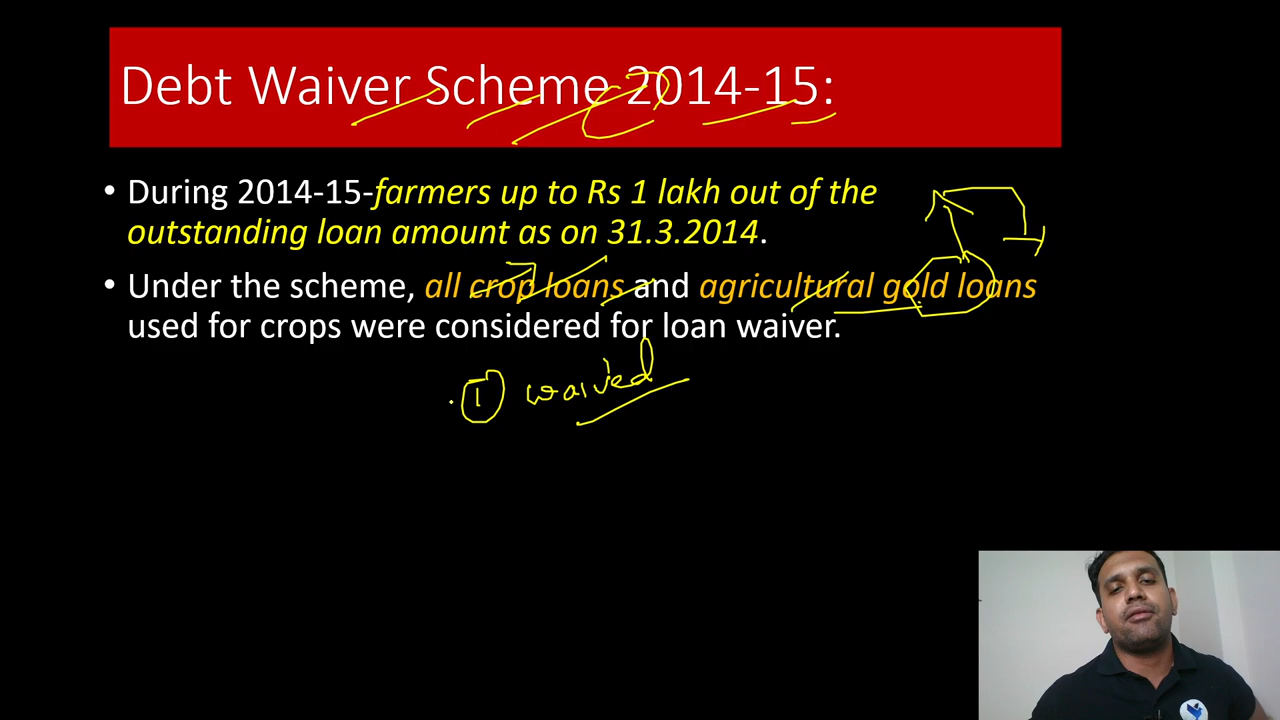 Debt Waiver Scheme 2014-15:
• During 2014-15-farmers up to Rs 1 lakh out of the
outstanding loan amount as on 31.3.2014.
• Under the scheme, all crop loans and agricultural gold loans
used for crops were considered for loan waiver.
① waived